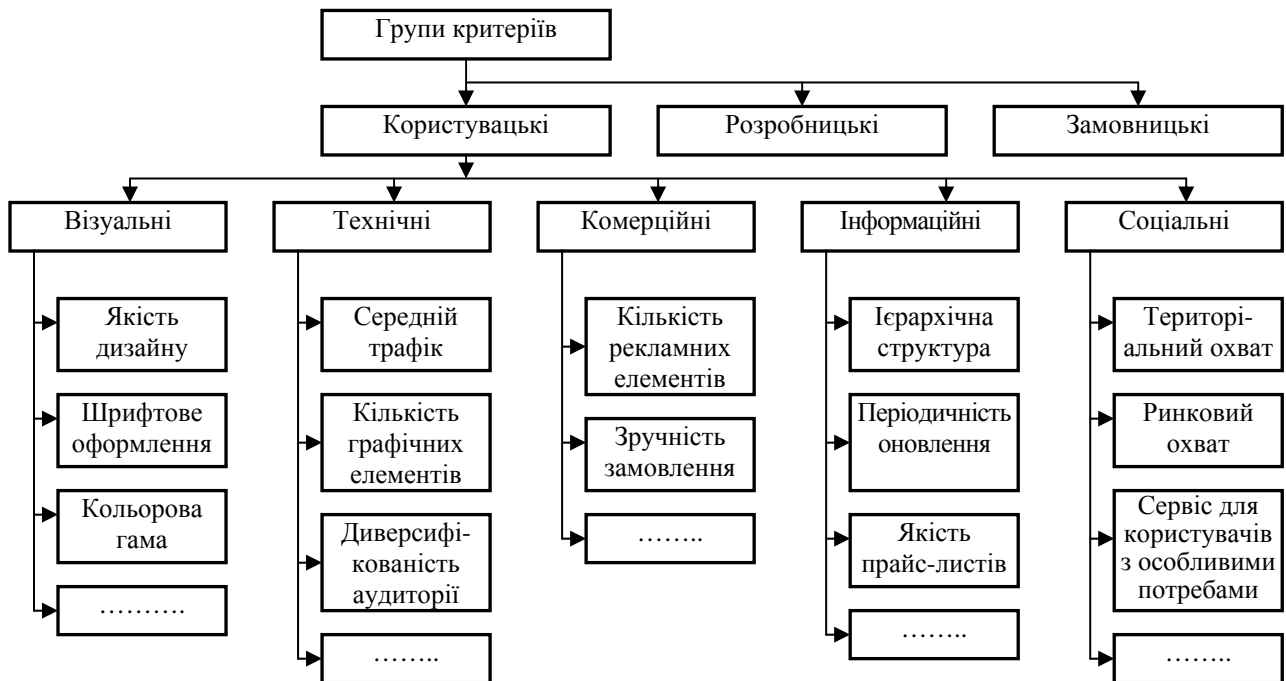 Групи критеріїв
Користувацькі
Розробницькі
Замовницькі
Візуальні
Технічні
Комерційні
Інформаційні
Соціальні
Якість
дизайну
Шрифтове
оформлення
Кольорова
гама
……….
Середній
трафік
Кількість
графічних
елементів
Диверсифі-
кованість
аудиторії
……..
Кількість
рекламних
елементів
Зручність
замовлення
……..
Ієрархічна
структура
Періодичність
оновлення
Якість
прайс-листів
……..
Територі-
альний охват
Ринковий
охват
Сервіс для
користувачів
з особливими
потребами
……..